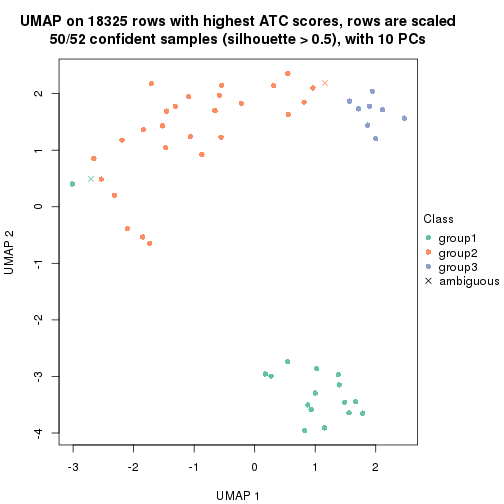 UMAP on 18325 rows with highest ATC scores, rows are scaled
50/52 confident samples (silhouette > 0.5), with 10 PCs
2
1
0
-1
-2
-3
-4
UMAP 2
-3
-2
-1
0
1
2
UMAP 1
Class
group1
group2
group3
ambiguous